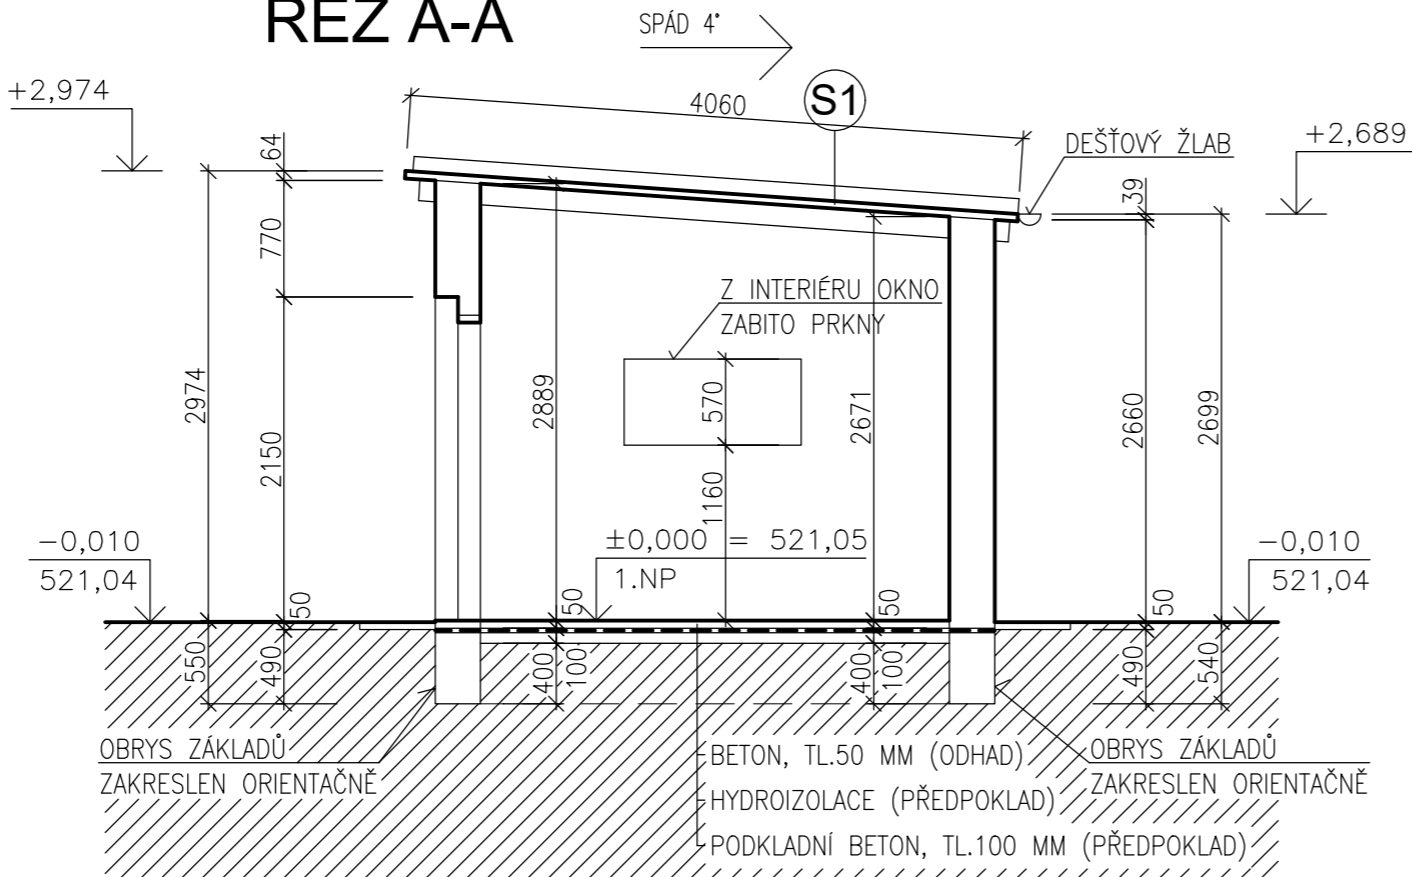 ŘEZ A-A
SPÁD 4°
+2,974
4060
S1
DEŠŤOVÝ ŽLAB
+2,689
64
39
770
Z INTERIÉRU OKNO
ZABITO PRKNY
2974
2889
570
2671
2660
2699
2150
1160
-0,010
521,04
±0,000 = 521,05
1.NP
-0,010
521,04
50
50
50
50
550
490
400
100
400
100
490
540
OBRYS ZÁKLADŮ
ZAKRESLEN ORIENTAČNĚ
BETON, TL.50 MM (ODHAD)
HYDROIZOLACE (PŘEDPOKLAD)
PODKLADNÍ BETON, TL.100 MM (PŘEDPOKLAD)
OBRYS ZÁKLADŮ
ZAKRESLEN ORIENTAČNĚ